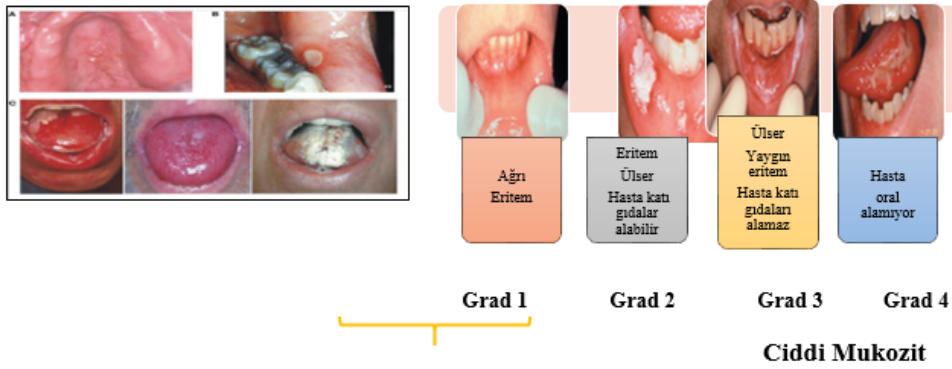 A
B
C
Ağrı
Eritem
Eritem
Ülser
Hasta katı
gıdalar
alabilir
Ülser
Yaygın
eritem
Hasta katı
gıdaları
alamaz
Hasta
oral
alamıyor
Grad 1
Grad 2
Grad 3
Grad 4
Ciddi Mukozit